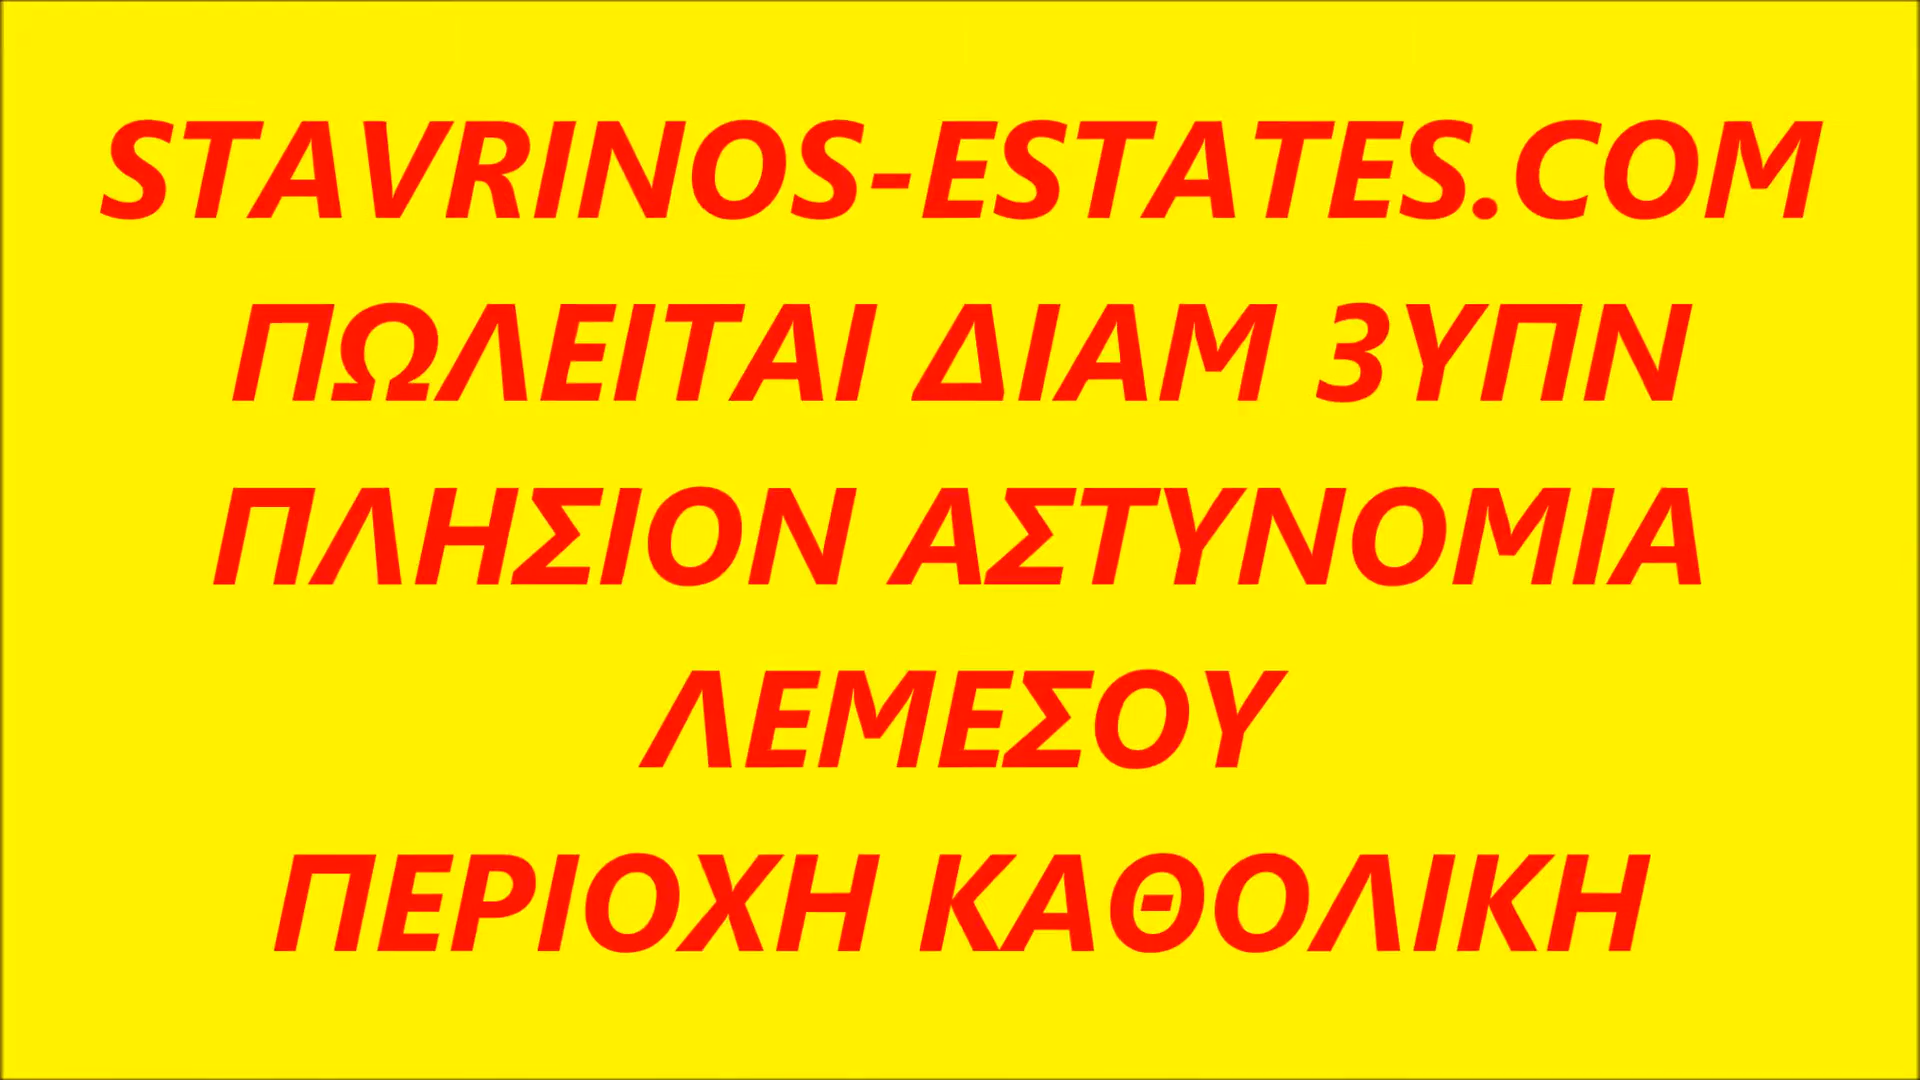 STAVRINOS-ESTATES.COM
ΠΩΛΕΙΤΑΙ ΔΙΑΜ 3ΥΠΝ
ΠΛΗΣΙΟΝ ΑΣΤΥΝΟΜΙΑ
ΛΕΜΕΣΟΥ
ΠΕΡΙΟΧΗ ΚΑΘΟΛΙΚΗ